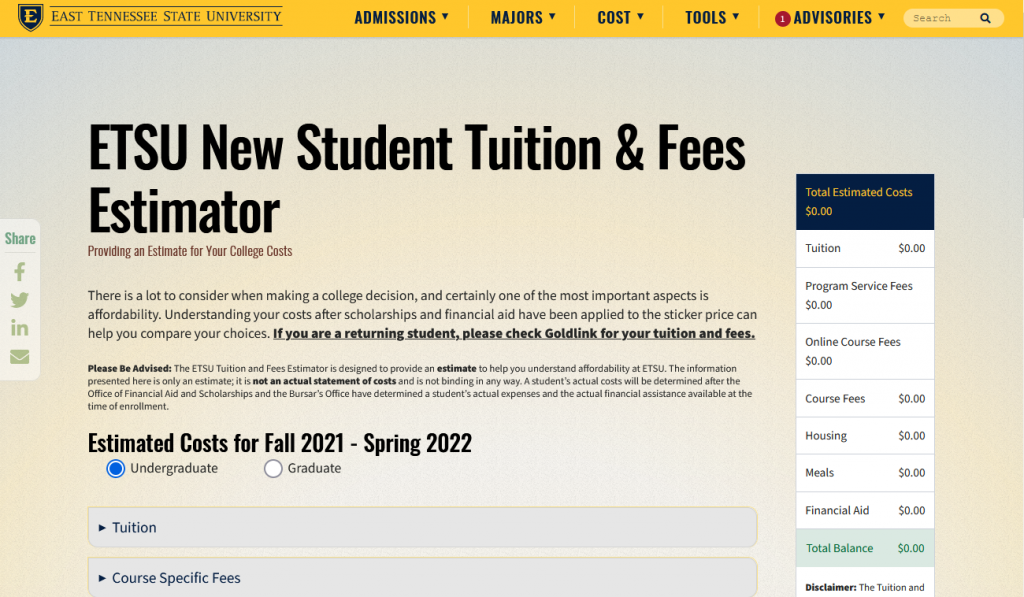 E EAST TENNESSEE STATE UNIVERSITY
ADMISSIONS ▼ MAJORS ▼ COST ▼ TOOLS ▼ 1 ADVISORIES ▼ Search
ETSU New Student Tuition & Fees
Estimator
Providing an Estimate for Your College Costs
Share
There is a lot to consider when making a college decision, and certainly one of the most important aspects is
affordability. Understanding your costs after scholarships and financial aid have been applied to the sticker price can
help you compare your choices. If you are a returning student, please check Goldlink for your tuition and fees.
Please Be Advised: The ETSU Tuition and Fees Estimator is designed to provide an estimate to help you understand affordability at ETSU. The information
presented here is only an estimate; it is not an actual statement of costs and is not binding in any way. A student's actual costs will be determined after the
Office of Financial Aid and Scholarships and the Bursar's Office have determined a student's actual expenses and the actual financial assistance available at the
time of enrollment.
Estimated Costs for Fall 2021 - Spring 2022
Undergraduate Graduate
► Tuition
► Course Specific Fees
Total Estimated Costs
$0.00
Tuition $0.00
Program Service Fees
$0.00
Online Course Fees
$0.00
Course Fees $0.00
Housing $0.00
Meals $0.00
Financial Aid $0.00
Total Balance $0.00
Disclaimer: The Tuition and